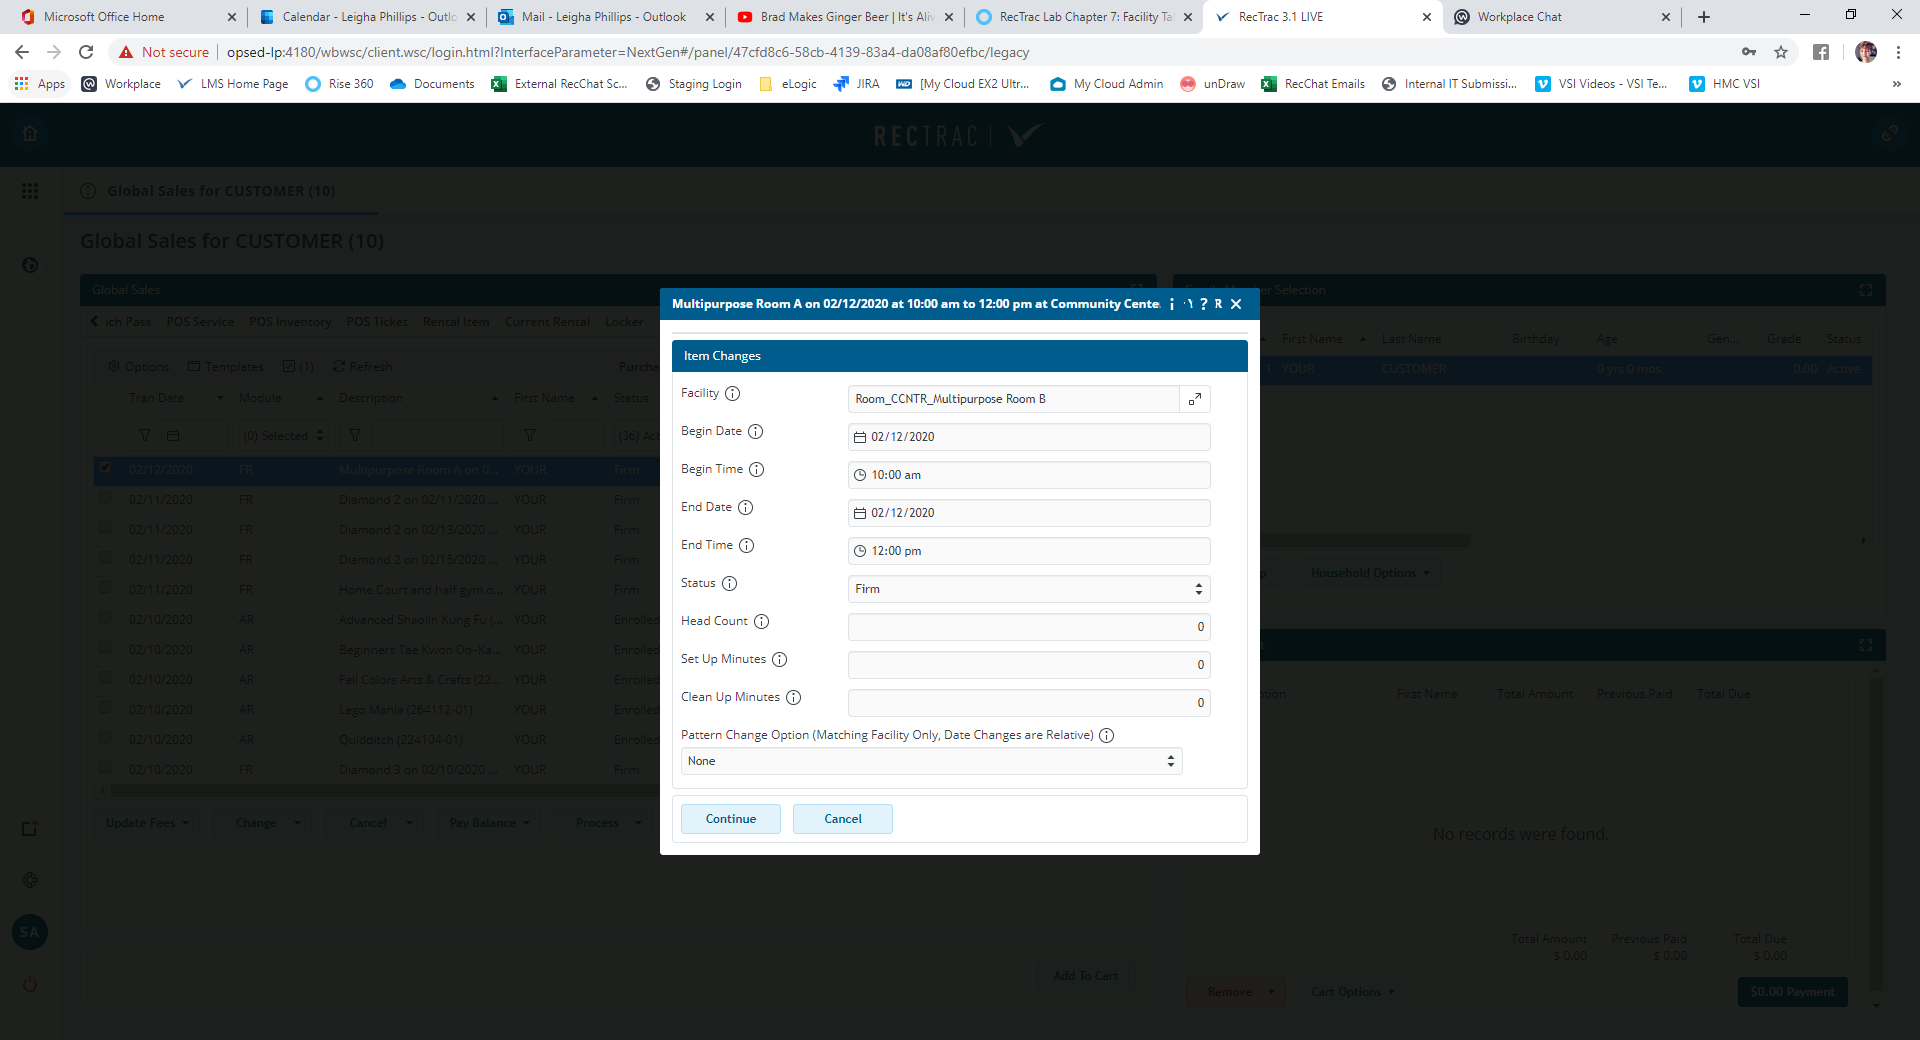 Microsoft Office Home
Calendar - Leigha Phillips - Outlo
Mail - Leigha Phillips - Outlook
Brad Makes Ginger Beer | It's Aliv
RecTrac Lab Chapter 7: Facility Ta
RecTrac 3.1 LIVE
Workplace Chat
Not secure
opsed-lp:4180/wbwsc/client.wsc/login.html?InterfaceParameter=NextGen#/panel/47cfd8c6-58cb-4139-83a4-da08af80efbc/legacy
Apps
Workplace
LMS Home Page
Rise 360
Documents
External RecChat Sc...
Staging Login
eLogic
JIRA
[My Cloud EX2 Ultr...
My Cloud Admin
unDraw
RecChat Emails
Internal IT Submissi...
VSI Videos - VSI Te...
HMC VSI
RECTRAC
Global Sales for CUSTOMER (10)
Global Sales for CUSTOMER (10)
Global Sales
ch Pass POS Service POS Inventory POS Ticket Rental Item Current Rental Locker
Options Templates (1) Refresh Purcha
Tran Date Module Description First Name Status
(0) Selected (36) Act
02/12/2020 FR Multipurpose Room A on 0... YOUR Firm
02/11/2020 FR Diamond 2 on 02/11/2020 ... YOUR Firm
02/11/2020 FR Diamond 2 on 02/13/2020 ... YOUR Firm
02/11/2020 FR Diamond 2 on 02/15/2020 ... YOUR Firm
02/11/2020 FR Home Court and half gym o... YOUR Firm
02/10/2020 AR Advanced Shaolin Kung Fu (... YOUR Enrolled
02/10/2020 AR Beginners Tae Kwon Do-Ka... YOUR Enrolled
02/10/2020 AR Fall Colors Arts & Crafts (22... YOUR Enrolled
02/10/2020 AR Lego Mania (264112-01) YOUR Enrolled
02/10/2020 AR Quidditch (224104-01) YOUR Enrolled
02/10/2020 FR Diamond 3 on 02/10/2020 ... YOUR Firm
Update Fees Change Cancel Pay Balance Process
Add To Cart
SA
Multipurpose Room A on 02/12/2020 at 10:00 am to 12:00 pm at Community Cente
Item Changes
Facility Room_CCNTR_Multipurpose Room B
Begin Date 02/12/2020
Begin Time 10:00 am
End Date 02/12/2020
End Time 12:00 pm
Status Firm
Head Count 0
Set Up Minutes 0
Clean Up Minutes 0
Pattern Change Option (Matching Facility Only, Date Changes are Relative)
None
Continue Cancel
Selection
First Name Last Name Birthday Age Gen... Grade Status
1 YOUR CUSTOMER 0 yrs 0 mos 0.00 Active
Household Options
First Name Total Amount Previous Paid Total Due
No records were found.
Total Amount Previous Paid Total Due
$ 0.00 $ 0.00 $ 0.00
Remove Cart Options $0.00 Payment